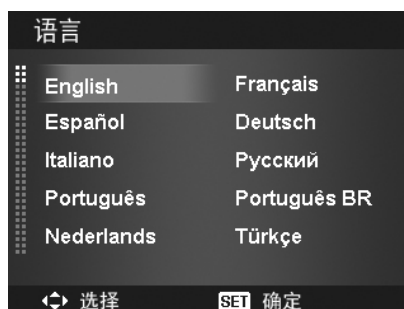 语言
English Français
Español Deutsch
Italiano Русский
Português Português BR
Nederlands Türkçe
选择 SET 确定